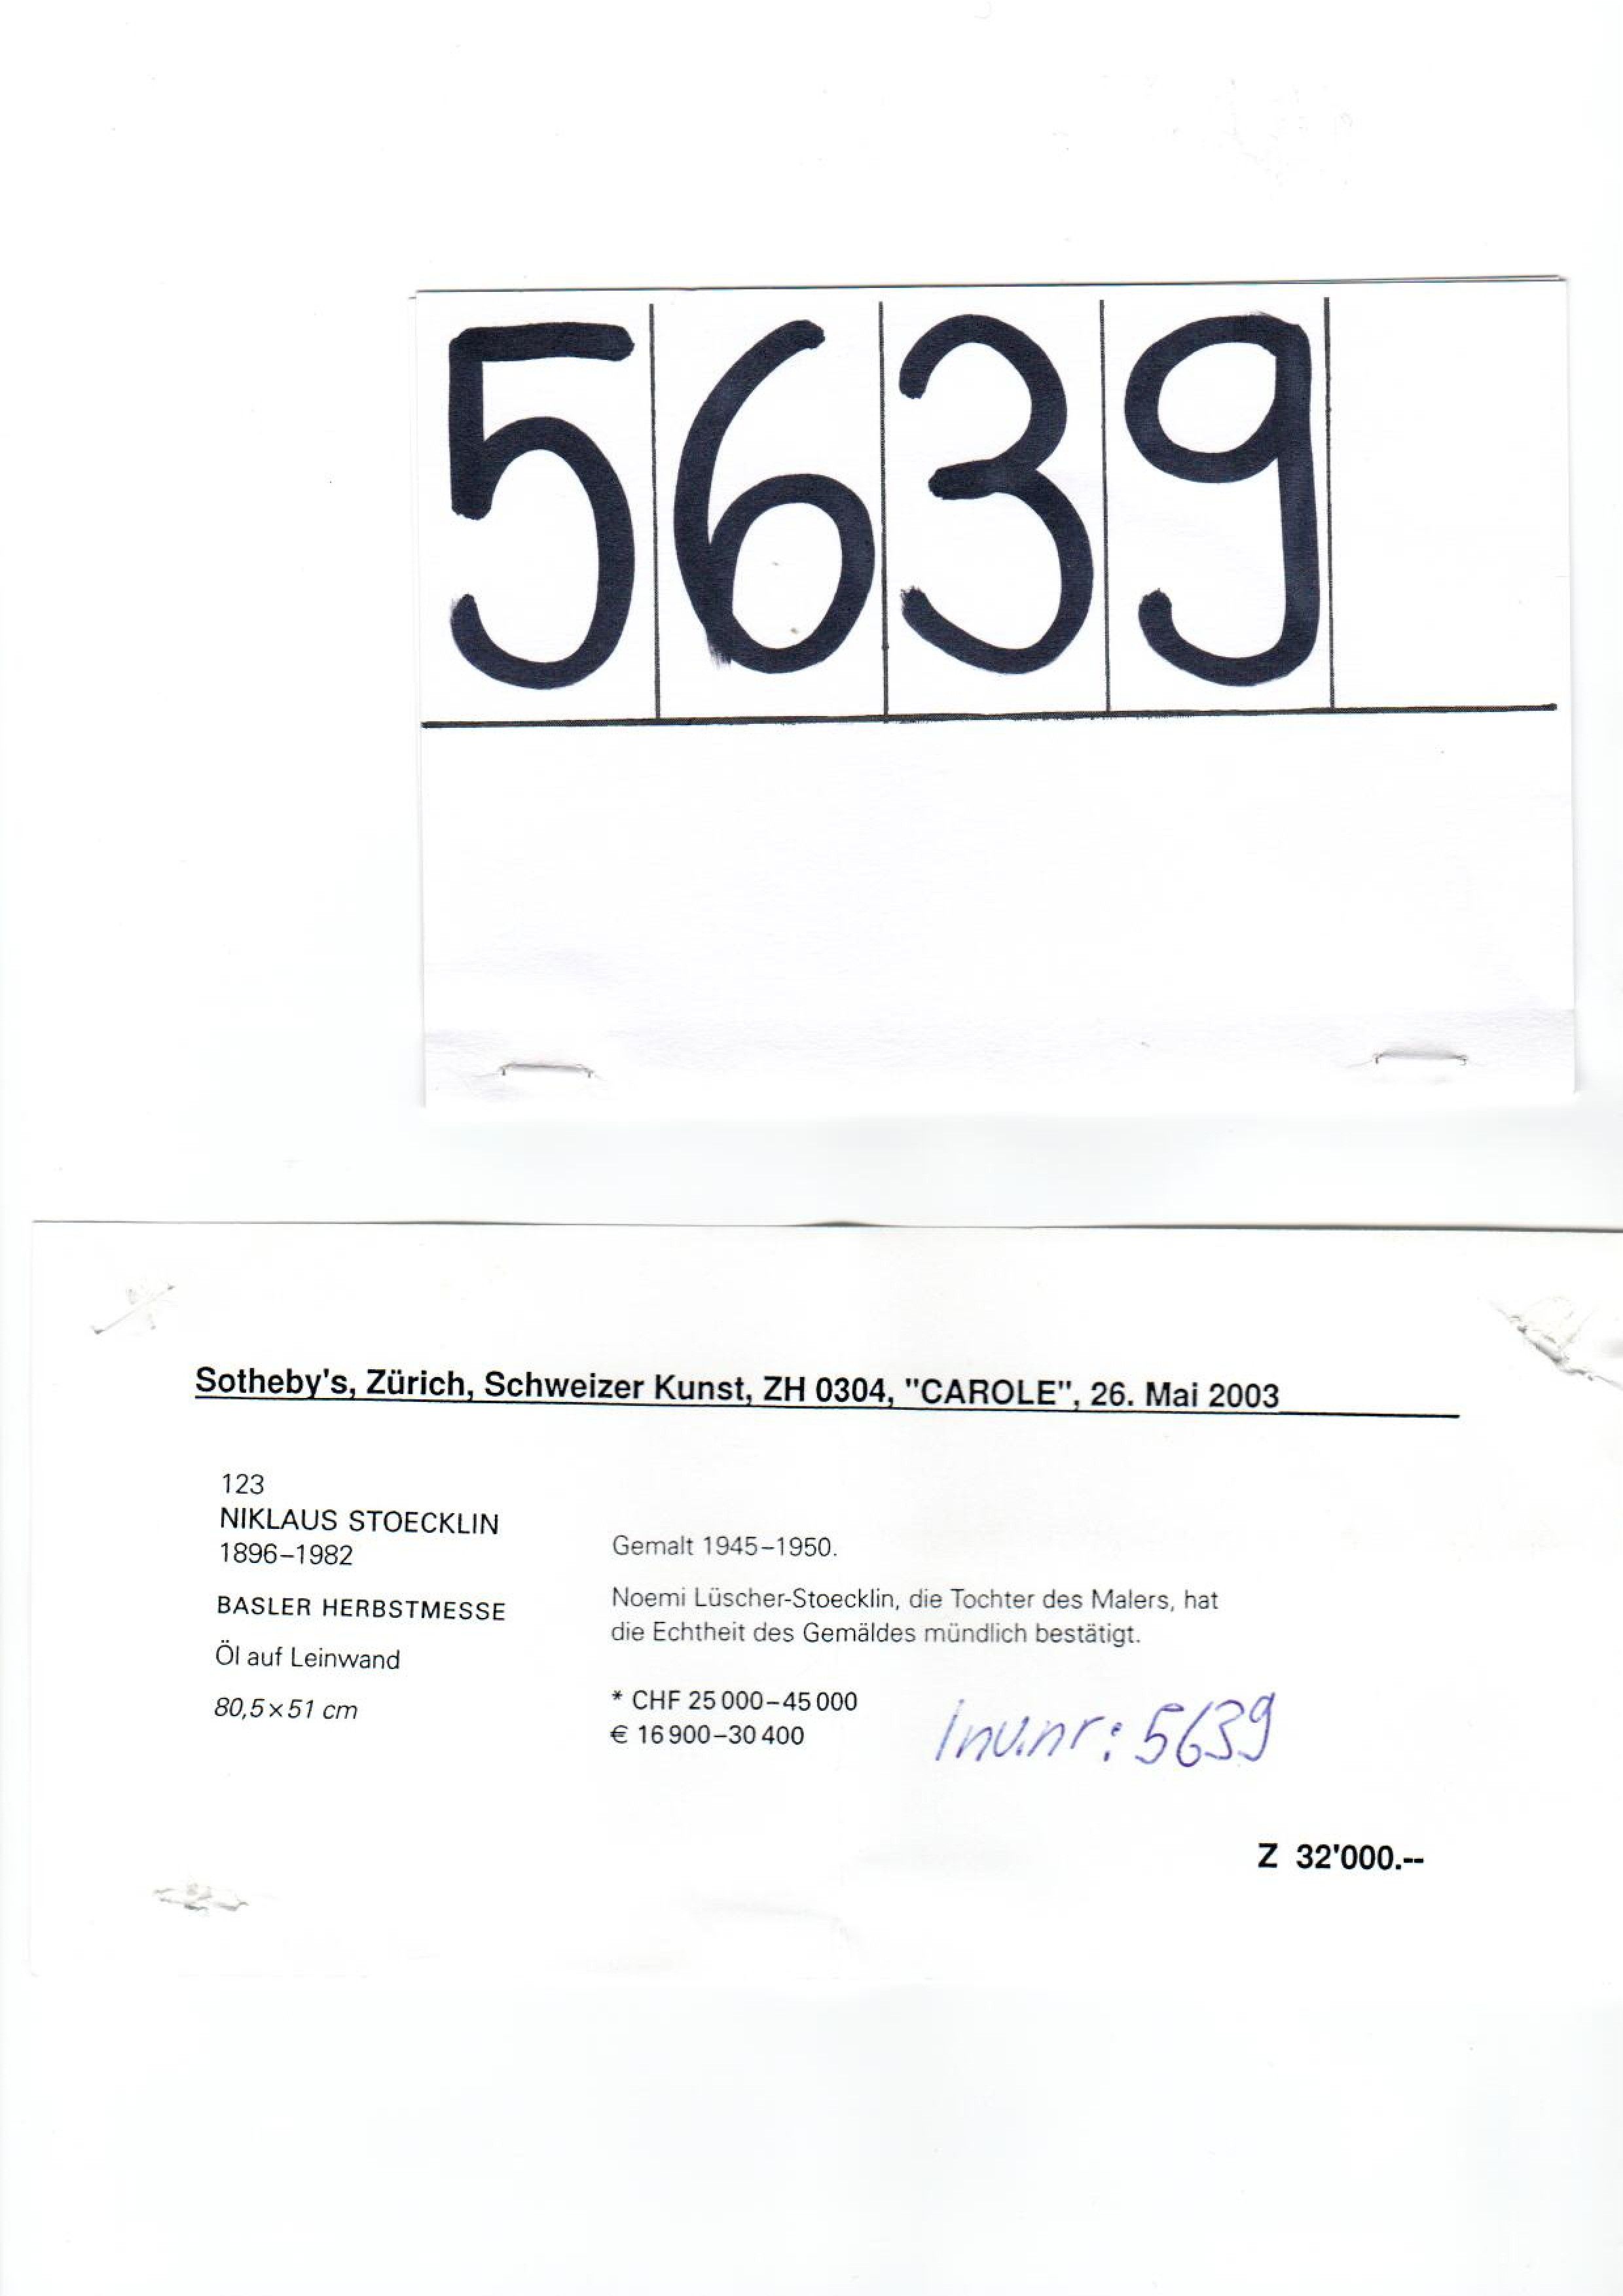 5639
Sotheby's, Zürich, Schweizer Kunst, ZH 0304, "CAROLE", 26. Mai 2003
123
NIKLAUS STOECKLIN
1896–1982
BASLER HERBSTMESSE
Öl auf Leinwand
80,5×51 cm
Gemalt 1945–1950.
Noemi Lüscher-Stoecklin, die Tochter des Malers, hat
die Echtheit des Gemäldes mündlich bestätigt.
* CHF 25 000–45 000
€ 16 900–30 400
Inv.nr: 5639
Z 32'000.--